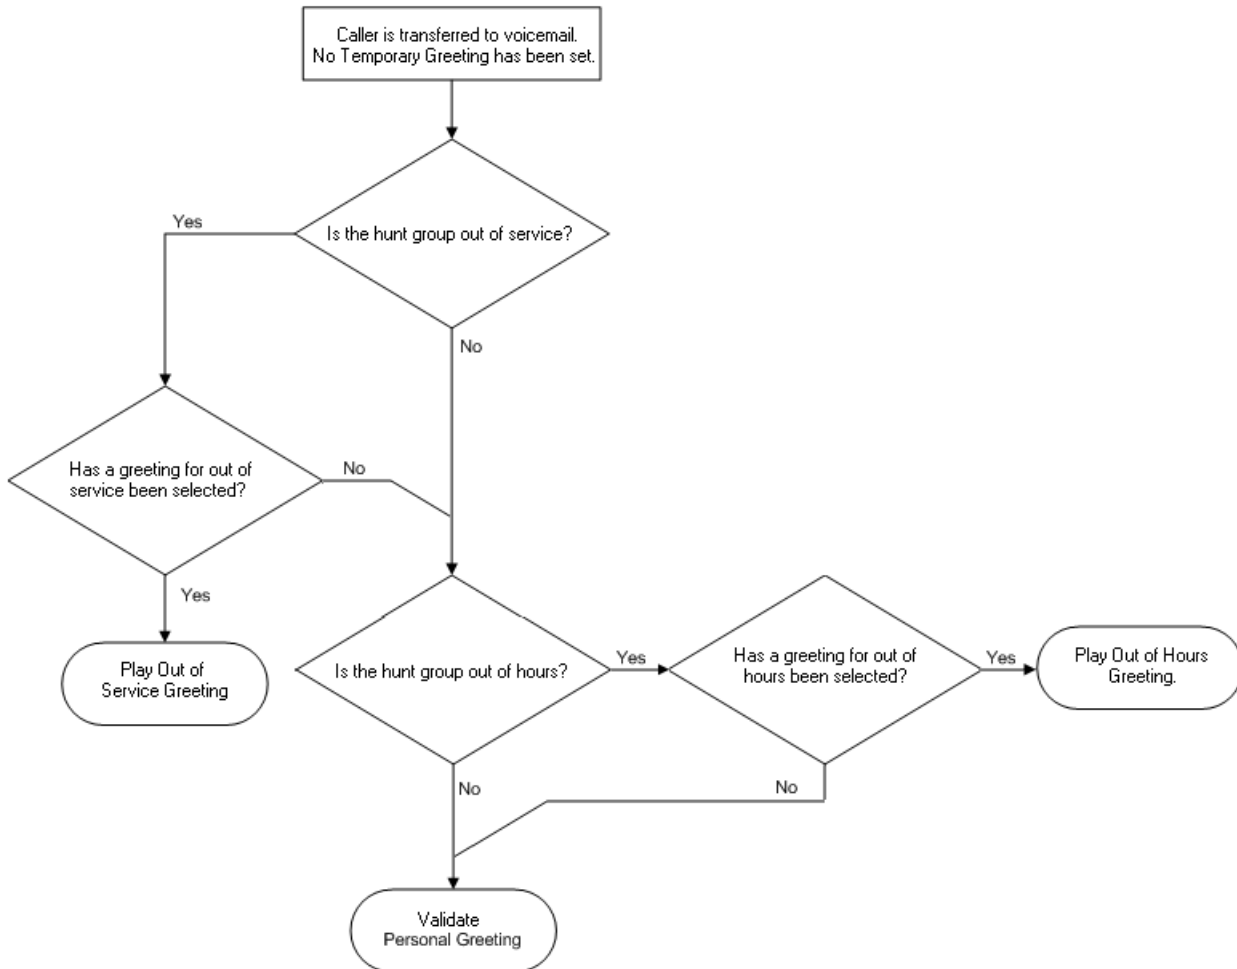 Caller is transferred to voicemail.
No Temporary Greeting has been set.
Yes
Is the hunt group out of service?
No
Has a greeting for out of
service been selected?
No
Yes
Play Out of
Service Greeting
Is the hunt group out of hours?
Yes
Has a greeting for out of
hours been selected?
Yes
Play Out of Hours
Greeting.
No
No
Validate
Personal Greeting